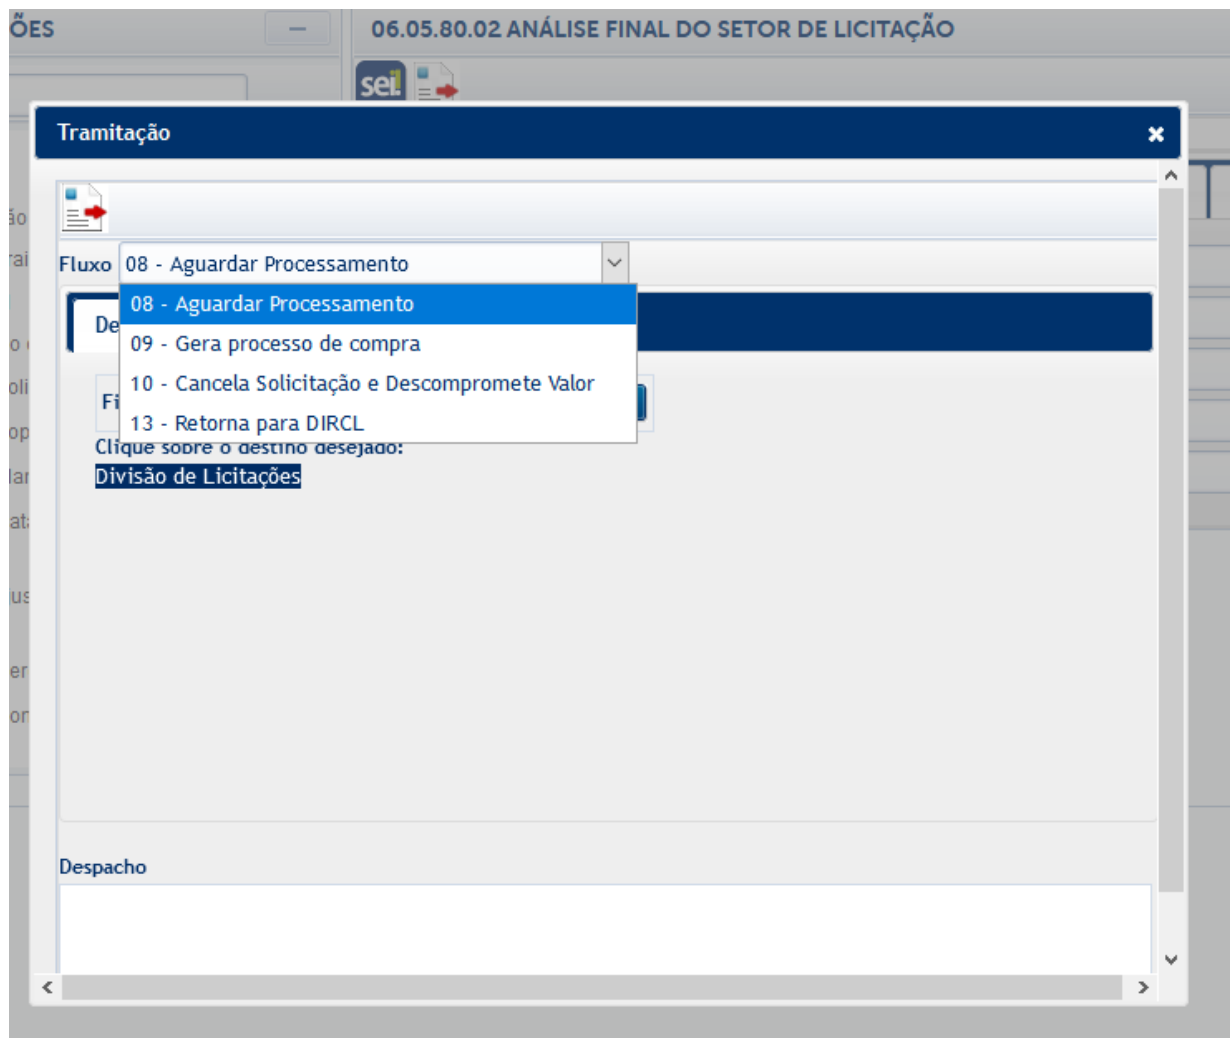 ÕES
06.05.80.02 ANÁLISE FINAL DO SETOR DE LICITAÇÃO
sei!
Tramitação
Fluxo 08 - Aguardar Processamento
08 - Aguardar Processamento
09 - Gera processo de compra
10 - Cancela Solicitação e Descompromete Valor
13 - Retorna para DIRCL
Clique sobre o destino desejado:
Divisão de Licitações
Despacho